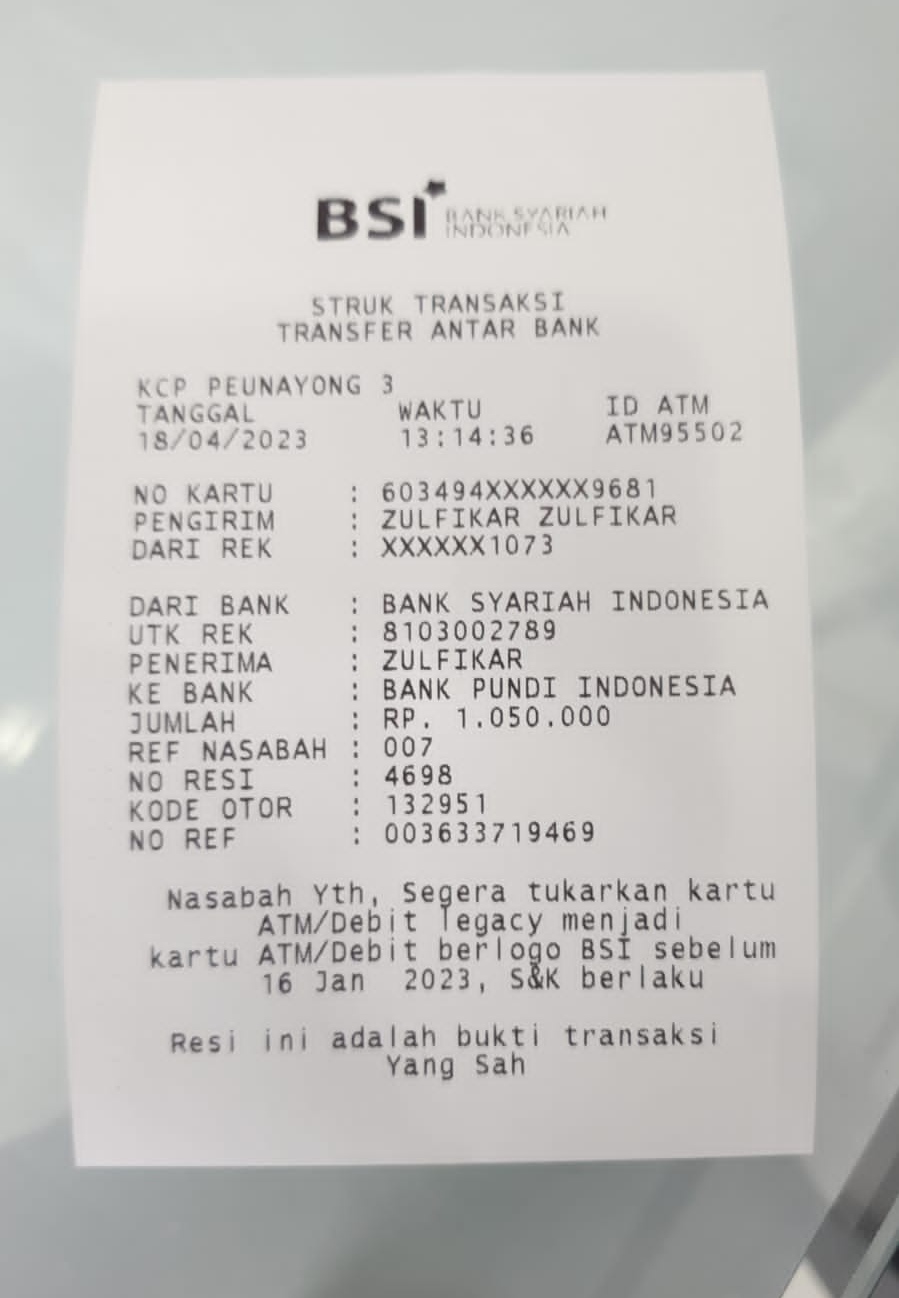 BSI BANK SYARIAH
INDONESIA
STRUK TRANSAKSI
TRANSFER ANTAR BANK
KCP PEUNAYONG 3
TANGGAL WAKTU ID ATM
18/04/2023 13:14:36 ATM95502
NO KARTU : 603494XXXXXX9681
PENGIRIM : ZULFIKAR ZULFIKAR
DARI REK : XXXXXX1073
DARI BANK : BANK SYARIAH INDONESIA
UTK REK : 8103002789
PENERIMA : ZULFIKAR
KE BANK : BANK PUNDI INDONESIA
JUMLAH : RP. 1.050.000
REF NASABAH : 007
NO RESI : 4698
KODE OTOR : 132951
NO REF : 003633719469
Nasabah Yth, Segera tukarkan kartu
ATM/Debit legacy menjadi
kartu ATM/Debit berlogo BSI sebelum
16 Jan 2023, S&K berlaku
Resi ini adalah bukti transaksi
Yang Sah